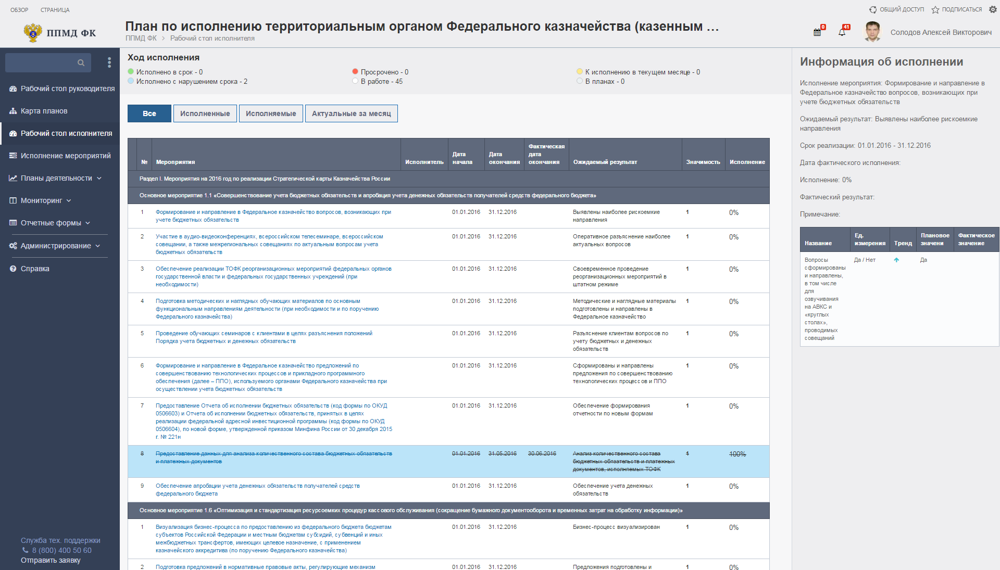 ОБЗОР СТРАНИЦА
ОБЩИЙ ДОСТУП ПОДПИСАТЬСЯ
ППМД ФК
План по исполнению территориальным органом Федерального казначейства (казенным ...
ППМД ФК > Рабочий стол исполнителя
0
41
Солодов Алексей Викторович
Рабочий стол руководителя
Карта планов
Рабочий стол исполнителя
Исполнение мероприятий
Планы деятельности
Мониторинг
Отчетные формы
Администрирование
Справка
Служба тех. поддержки
8 (800) 400 50 60
Отправить заявку
Ход исполнения
Исполнено в срок - 0
Просрочено - 0
К исполнению в текущем месяце - 0
Исполнено с нарушением срока - 2
В работе - 45
В планах - 0
Все Исполненные Исполняемые Актуальные за месяц
№ Мероприятия Исполнитель Дата начала Дата окончания Фактическая дата окончания Ожидаемый результат Значимость Исполнение
Раздел I. Мероприятия на 2016 год по реализации Стратегической карты Казначейства России
Основное мероприятие 1.1 «Совершенствование учета бюджетных обязательств и апробация учета денежных обязательств получателей средств федерального бюджета»
1 Формирование и направление в Федеральное казначейство вопросов, возникающих при 01.01.2016 31.12.2016 Выявлены наиболее рискоемкие 1 0%
учете бюджетных обязательств направления
2 Участие в аудио-видеоконференциях, всероссийском телесеминаре, всероссийском 01.01.2016 31.12.2016 Оперативное разъяснение наиболее 1 0%
совещании, а также межрегиональных совещаниях по актуальным вопросам учета актуальных вопросов
бюджетных обязательств
3 Обеспечение реализации ТОФК реорганизационных мероприятий федеральных органов 01.01.2016 31.12.2016 Своевременное проведение 1 0%
государственной власти и федеральных государственных учреждений (при реорганизационных мероприятий в
необходимости) штатном режиме
4 Подготовка методических и наглядных обучающих материалов по основным 01.01.2016 31.12.2016 Методические и наглядные материалы 1 0%
функциональным направлениям деятельности (при необходимости и по поручению подготовлены и направлены в
Федерального казначейства) Федеральное казначейство
5 Проведение обучающих семинаров с клиентами в целях разъяснения положений 01.01.2016 31.12.2016 Разъяснение клиентам вопросов по 1 0%
Порядка учета бюджетных и денежных обязательств учету бюджетных и денежных
обязательств
6 Формирование и направление в Федеральное казначейство предложений по 01.01.2016 31.12.2016 Сформированы и направлены 1 0%
совершенствованию технологических процессов и прикладного программного предложения по совершенствованию
обеспечения (далее – ППО), используемого органами Федерального казначейства при технологических процессов и ППО
осуществлении учета бюджетных обязательств
7 Предоставление Отчета об исполнении бюджетных обязательств (код формы по ОКУД 01.01.2016 31.12.2016 Обеспечение формирования 1 0%
0506603) и Отчета об исполнении бюджетных обязательств, принятых в целях отчетности по новым формам
реализации федеральной адресной инвестиционной программы (код формы по ОКУД
0506604), по новой форме, утвержденной приказом Минфина России от 30 декабря 2015
г. № 221н
8 Предоставление данных для анализа количественного состава бюджетных обязательств 01.01.2016 31.05.2016 30.06.2016 Анализ количественного состава 1 100%
и платежных документов бюджетных обязательств и платежных
документов, исполняемых ТОФК
9 Обеспечение апробации учета денежных обязательств получателей средств 01.01.2016 31.12.2016 Обеспечение учета денежных 1 0%
федерального бюджета обязательств
Основное мероприятие 1.6 «Оптимизация и стандартизация ресурсоемких процедур кассового обслуживания (сокращение бумажного документооборота и временных затрат на обработку информации)»
1 Визуализация бизнес-процесса по предоставлению из федерального бюджета бюджетам 01.01.2016 31.12.2016 Бизнес-процесс визуализирован 1 0%
субъектов Российской Федерации и местным бюджетам субсидий, субвенций и иных
межбюджетных трансфертов, имеющих целевое назначение, с применением
казначейского аккредитива (по поручению Федерального казначейства)
2 Подготовка предложений в нормативные правовые акты, регулирующие механизм 01.01.2016 31.12.2016 Предложения подготовлены и 1 0%
Информация об исполнении
Исполнение мероприятия: Формирование и направление в
Федеральное казначейство вопросов, возникающих при
учете бюджетных обязательств
Ожидаемый результат: Выявлены наиболее рискоемкие
направления
Срок реализации: 01.01.2016 - 31.12.2016
Дата фактического исполнения:
Исполнение: 0%
Фактический результат:
Примечание:
Название Ед. измерения Тренд Плановое значени Фактическое значение
Вопросы Да / Нет Да
сформированы
и направлены,
в том числе
для
озвучивания
на АВКС и
«круглых
столах»,
проводимых
совещаний